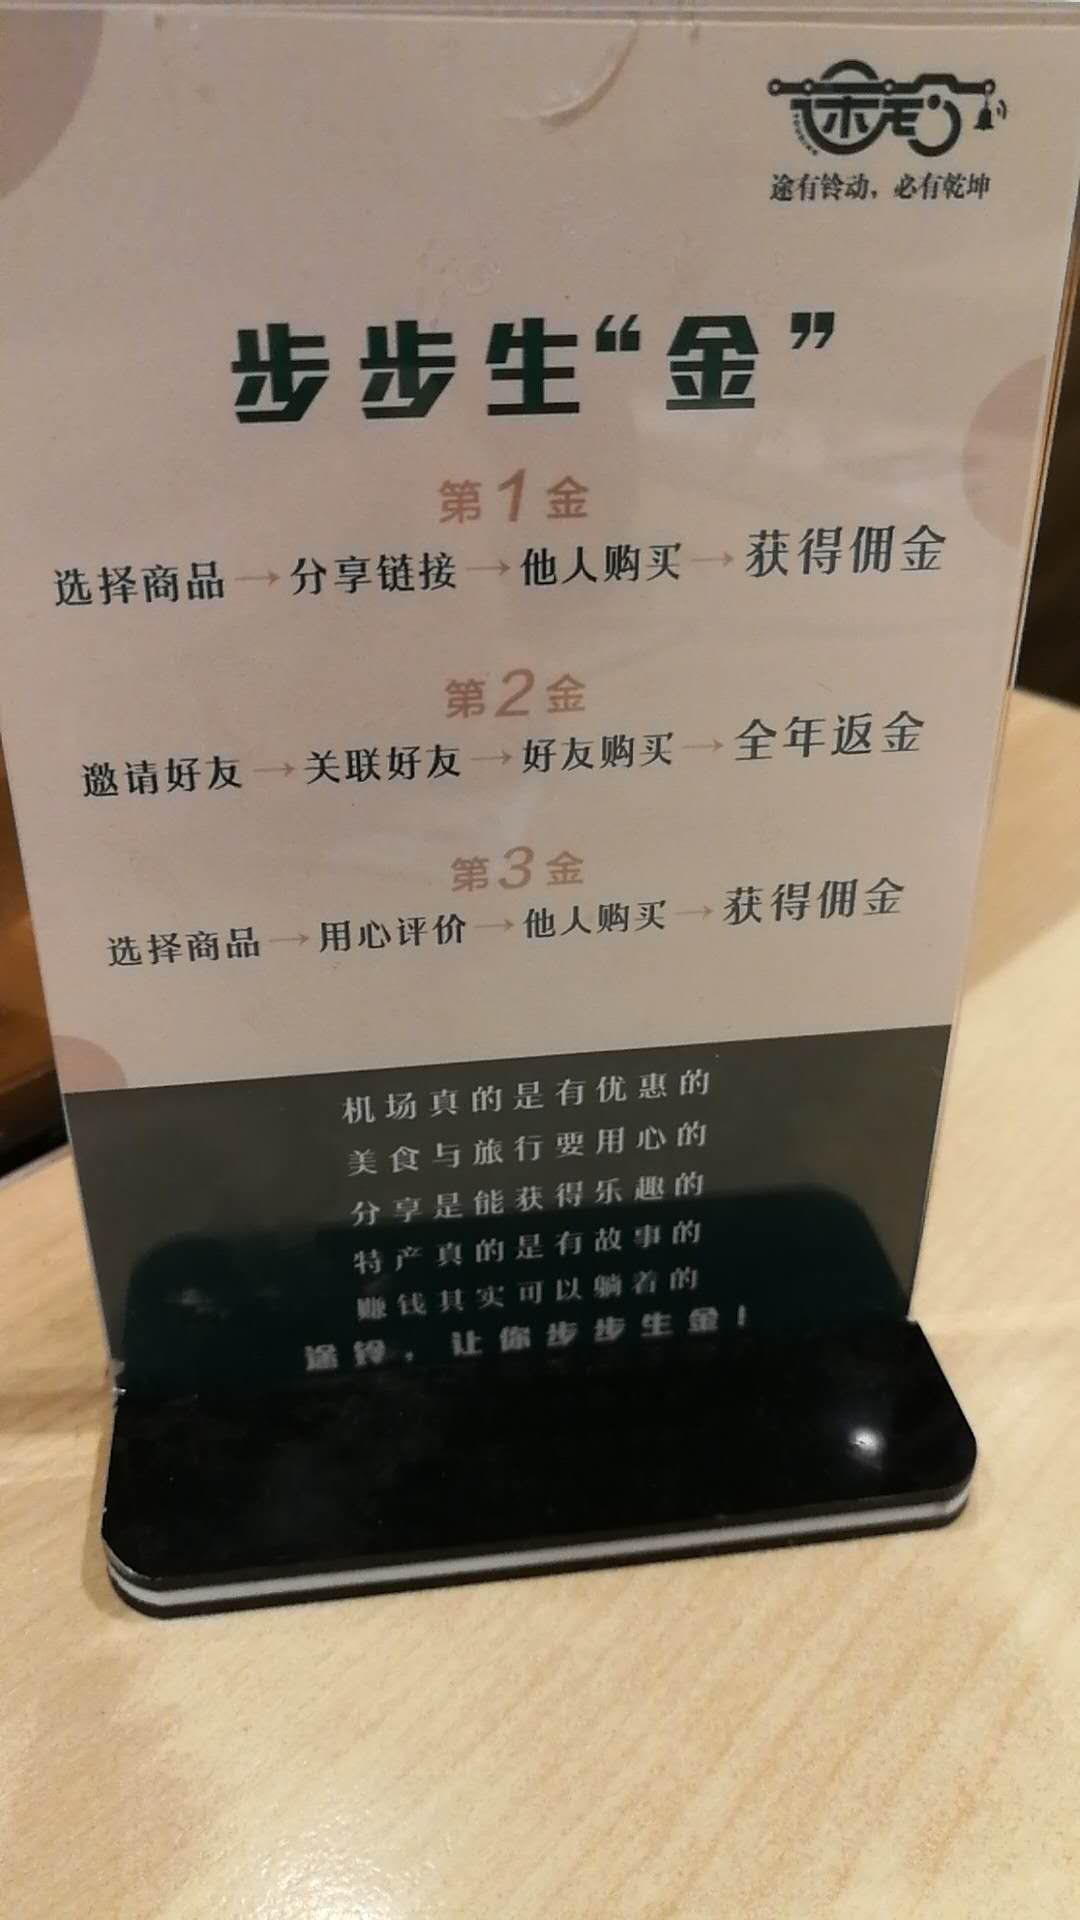 途铃
途有铃动，必有乾坤
步步生“金”
第1金
选择商品→分享链接→他人购买→获得佣金
第2金
邀请好友→关联好友→好友购买→全年返金
第3金
选择商品→用心评价→他人购买→获得佣金
机场真的是有优惠的
美食与旅行要用心的
分享是能获得乐趣的
特产真的是有故事的
赚钱其实可以躺着的
途铃，让你步步生金！